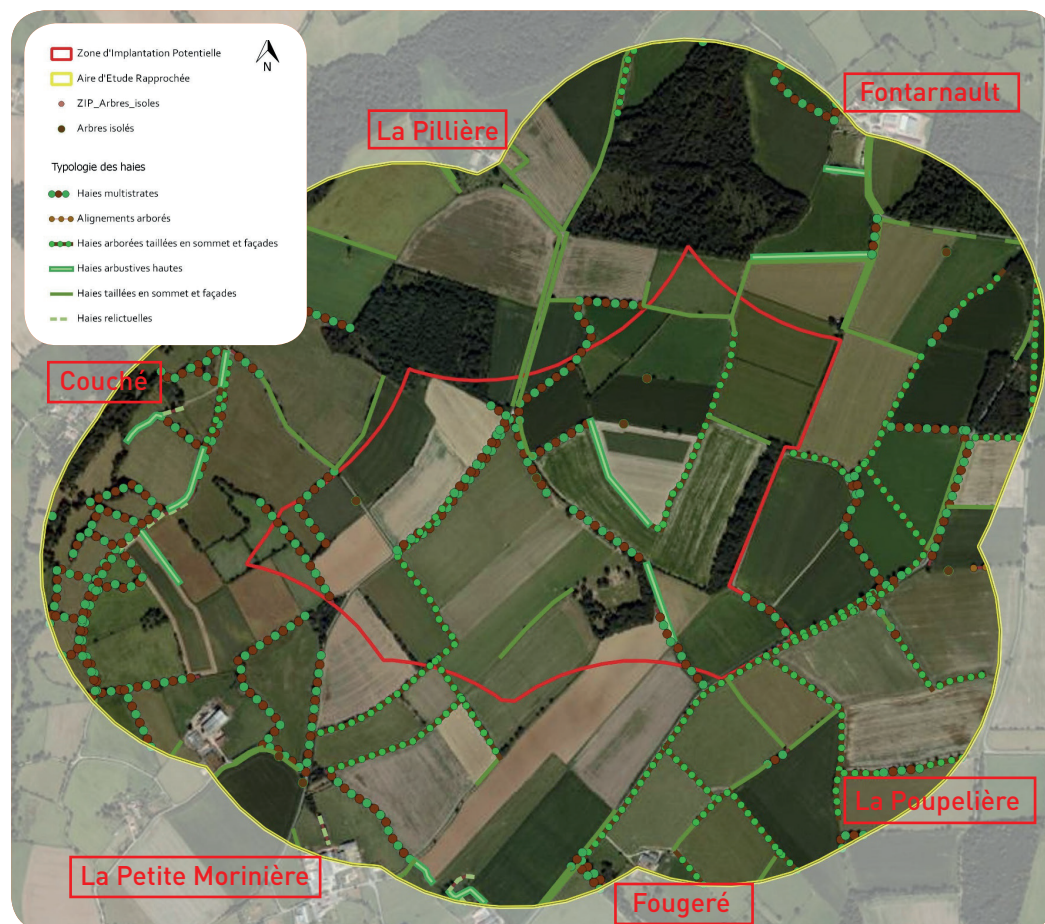 Zone d'Implantation Potentielle
N
Aire d'Etude Rapprochée
ZIP_Arbres_isoles
Arbres isolés
Typologie des haies
Haies multistrates
Alignements arborés
Haies arborées taillées en sommet et façades
Haies arbustives hautes
Haies taillées en sommet et façades
Haies relictuelles
Fontarnault
La Pillière
Couché
La Poupelière
La Petite Morinière
Fougeré